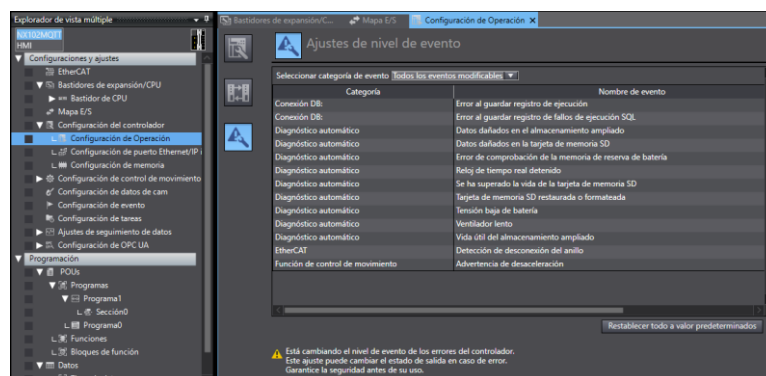 Explorador de vista múltiple
NX102MQTT
HMI
Configuraciones y ajustes
EtherCAT
Bastidores de expansión/CPU
Bastidor de CPU
Mapa E/S
Configuración del controlador
Configuración de Operación
Configuración de puerto Ethernet/IP i
Configuración de memoria
Configuración de control de movimiento
Configuración de datos de cam
Configuración de evento
Configuración de tareas
Ajustes de seguimiento de datos
Configuración de OPC UA
Programación
POUs
Programas
Programa1
Sección0
Programa0
Funciones
Bloques de función
Datos
Bastidores de expansión/C... Mapa E/S Configuración de Operación
Ajustes de nivel de evento
Seleccionar categoría de evento Todos los eventos modificables
Categoría Nombre de evento
Conexión DB: Error al guardar registro de ejecución
Conexión DB: Error al guardar registro de fallos de ejecución SQL
Diagnóstico automático Datos dañados en el almacenamiento ampliado
Diagnóstico automático Datos dañados en la tarjeta de memoria SD
Diagnóstico automático Error de comprobación de la memoria de reserva de batería
Diagnóstico automático Reloj de tiempo real detenido
Diagnóstico automático Se ha superado la vida de la tarjeta de memoria SD
Diagnóstico automático Tarjeta de memoria SD restaurada o formateada
Diagnóstico automático Tensión baja de batería
Diagnóstico automático Ventilador lento
Diagnóstico automático Vida útil del almacenamiento ampliado
EtherCAT Detección de desconexión del anillo
Función de control de movimiento Advertencia de desaceleración
Restablecer todo a valor predeterminados
Está cambiando el nivel de evento de los errores del controlador.
Este ajuste puede cambiar el estado de salida en caso de error.
Garantice la seguridad antes de su uso.